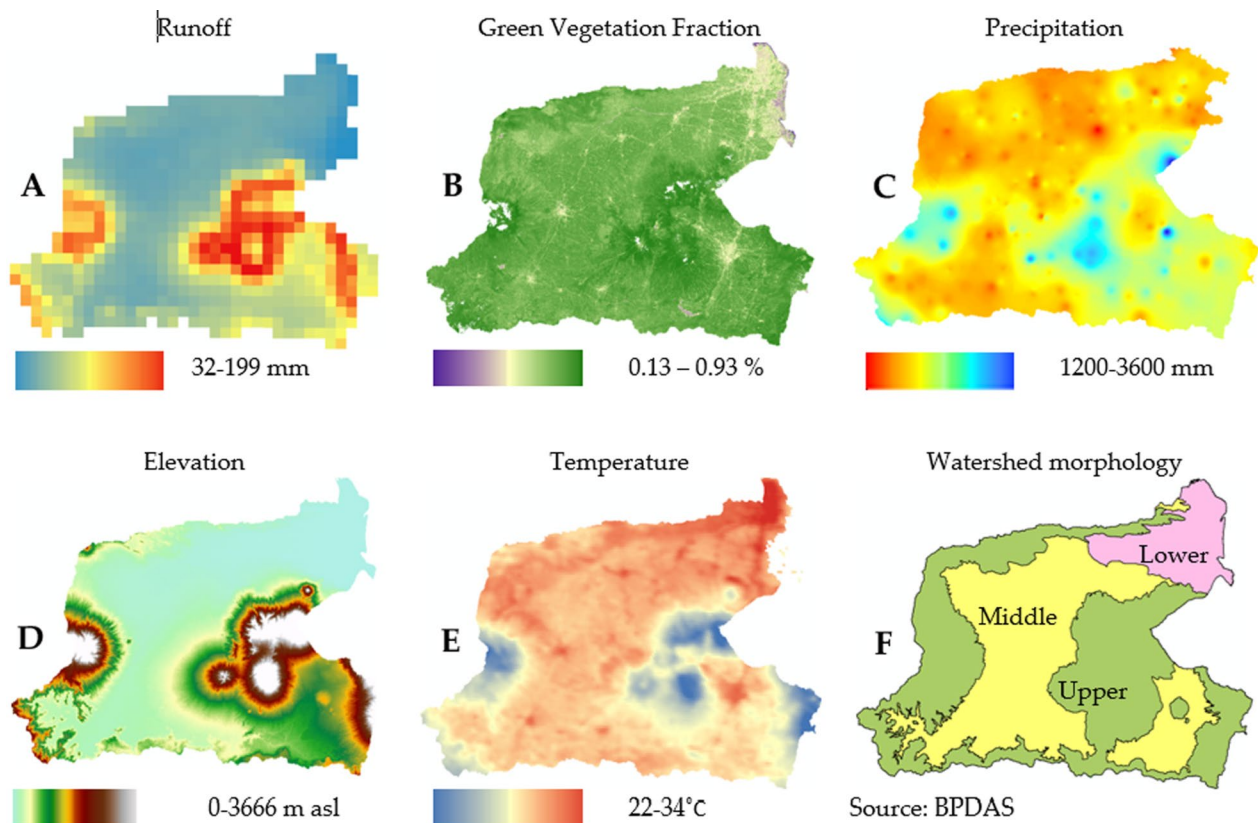 Runoff
Green Vegetation Fraction
Precipitation
A
B
C
32-199 mm
0.13 – 0.93 %
1200-3600 mm
Elevation
Temperature
Watershed morphology
Lower
Middle
D
E
F
Upper
0-3666 m asl
22-34°C
Source: BPDAS